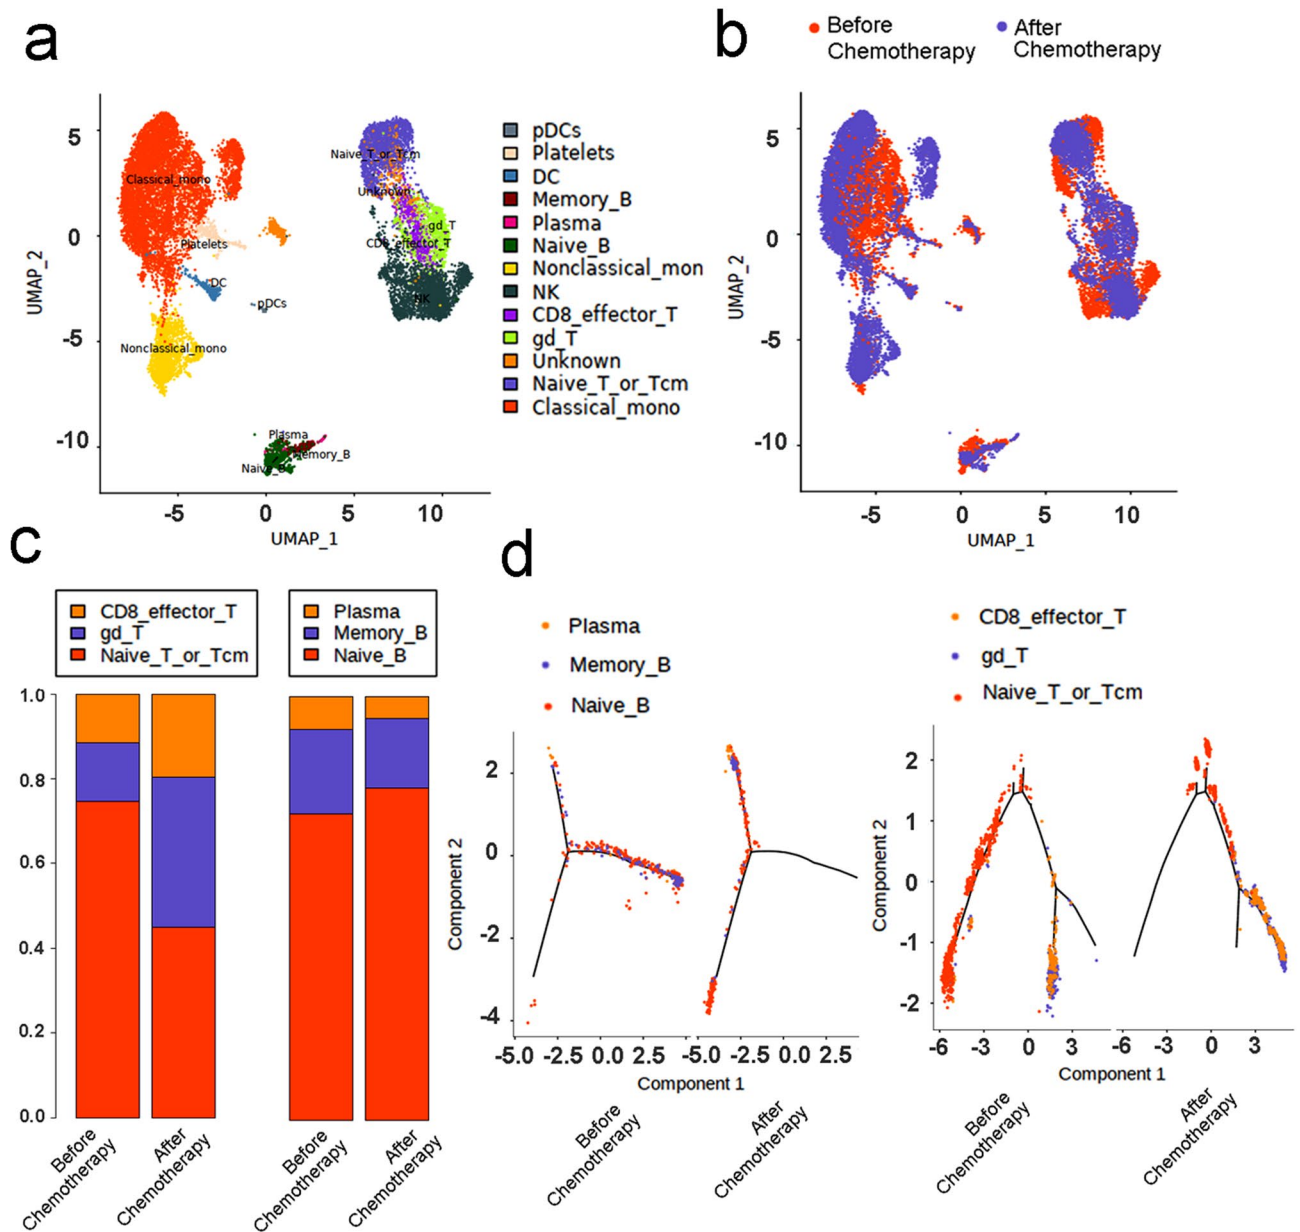 a
5
0
-5
-10
UMAP_2
-5
0
5
10
UMAP_1
Classical_mono
Naive_T_or_Tcm
Unknown
gd_T
CD8_effector_T
Platelets
DC
pDCs
NK
Nonclassical_mono
Plasma
Memory_B
Naive_B
pDCs
Platelets
DC
Memory_B
Plasma
Naive_B
Nonclassical_mon
NK
CD8_effector_T
gd_T
Unknown
Naive_T_or_Tcm
Classical_mono
b
Before
Chemotherapy
After
Chemotherapy
5
0
-5
-10
UMAP_2
-5
0
5
10
UMAP_1
c
CD8_effector_T
gd_T
Naive_T_or_Tcm
Plasma
Memory_B
Naive_B
1.0
0.8
0.6
0.4
0.2
0.0
Before
Chemotherapy
After
Chemotherapy
Before
Chemotherapy
After
Chemotherapy
d
Plasma
Memory_B
Naive_B
2
0
-2
-4
Component 2
-5.0 -2.5 0.0 2.5
-5.0 -2.5 0.0 2.5
Component 1
Before
Chemotherapy
After
Chemotherapy
CD8_effector_T
gd_T
Naive_T_or_Tcm
2
1
0
-1
-2
Component 2
-6 -3 0 3
-6 -3 0 3
Component 1
Before
Chemotherapy
After
Chemotherapy